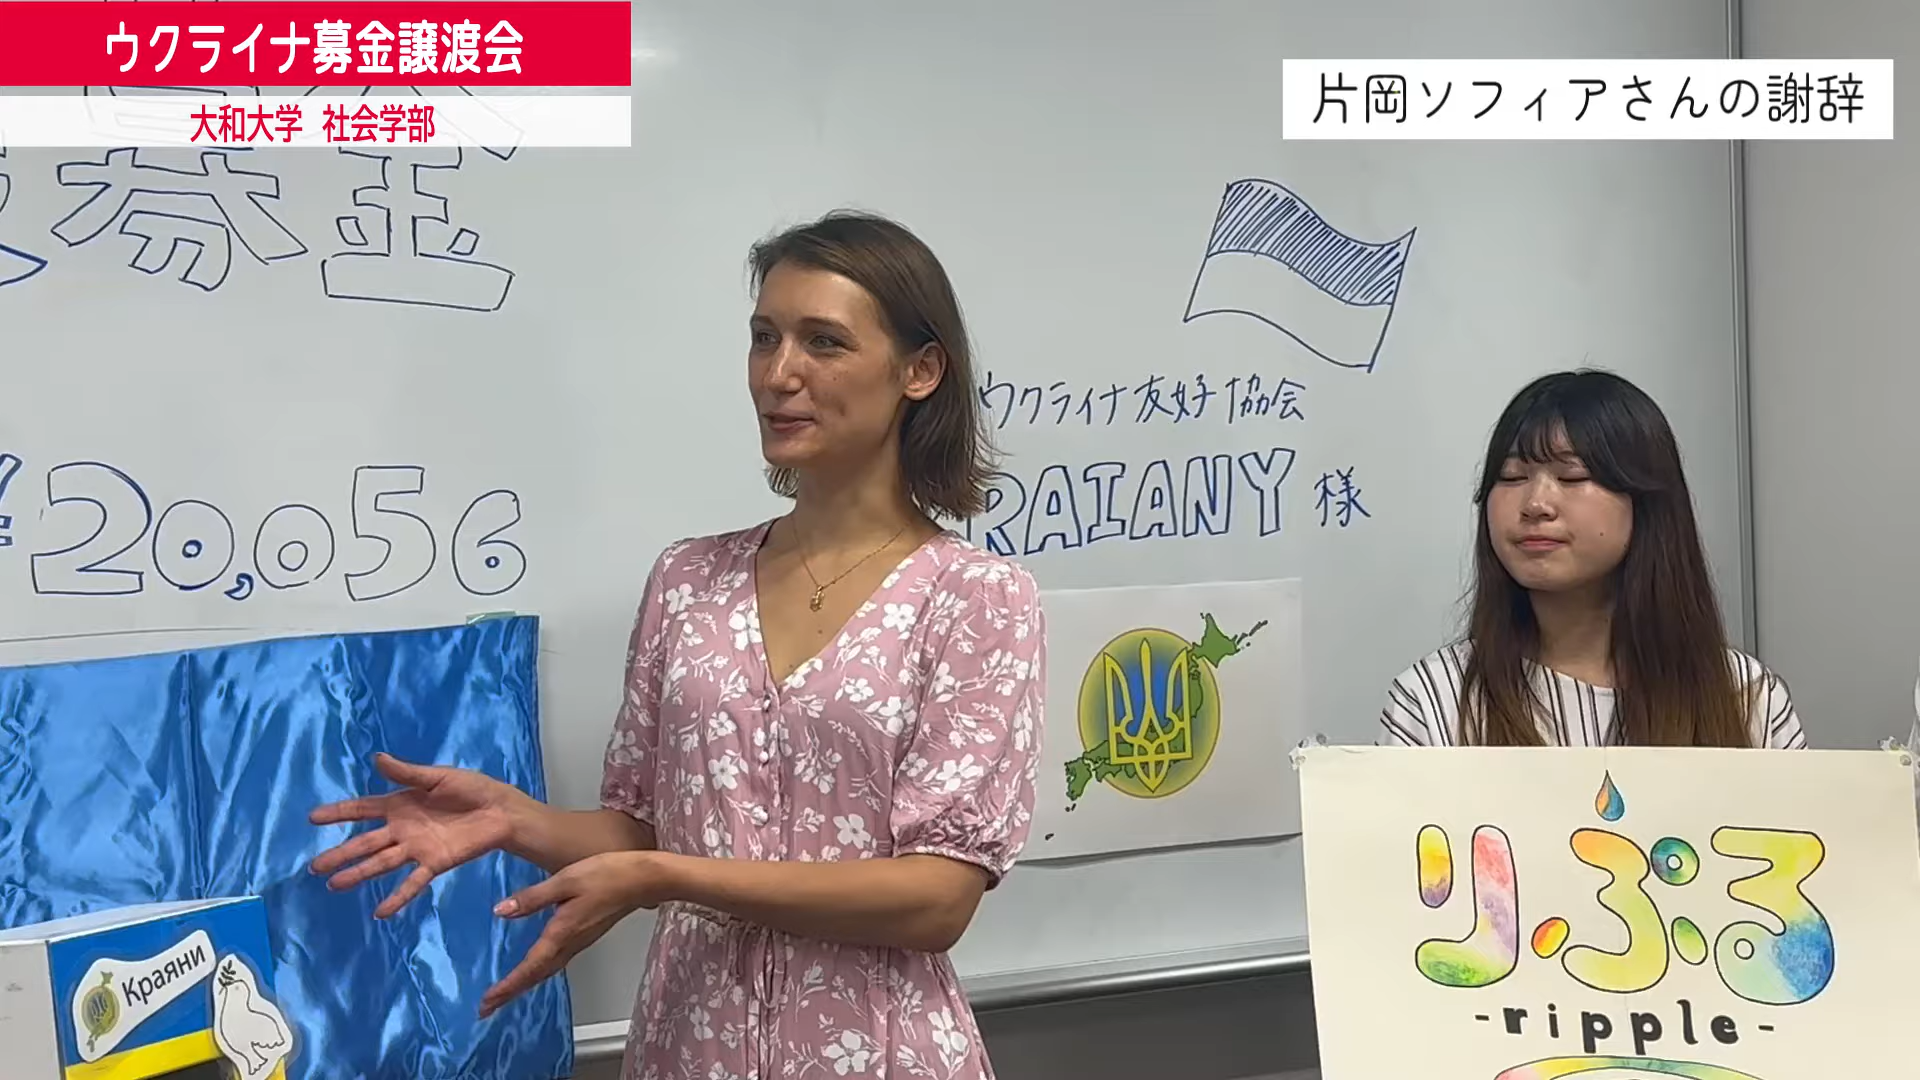 ウクライナ募金譲渡会
大和大学 社会学部
片岡ソフィアさんの謝辞
募金
¥20,056
ウクライナ友好協会
RAIANY 様
Краяни
りぷる
-ripple-